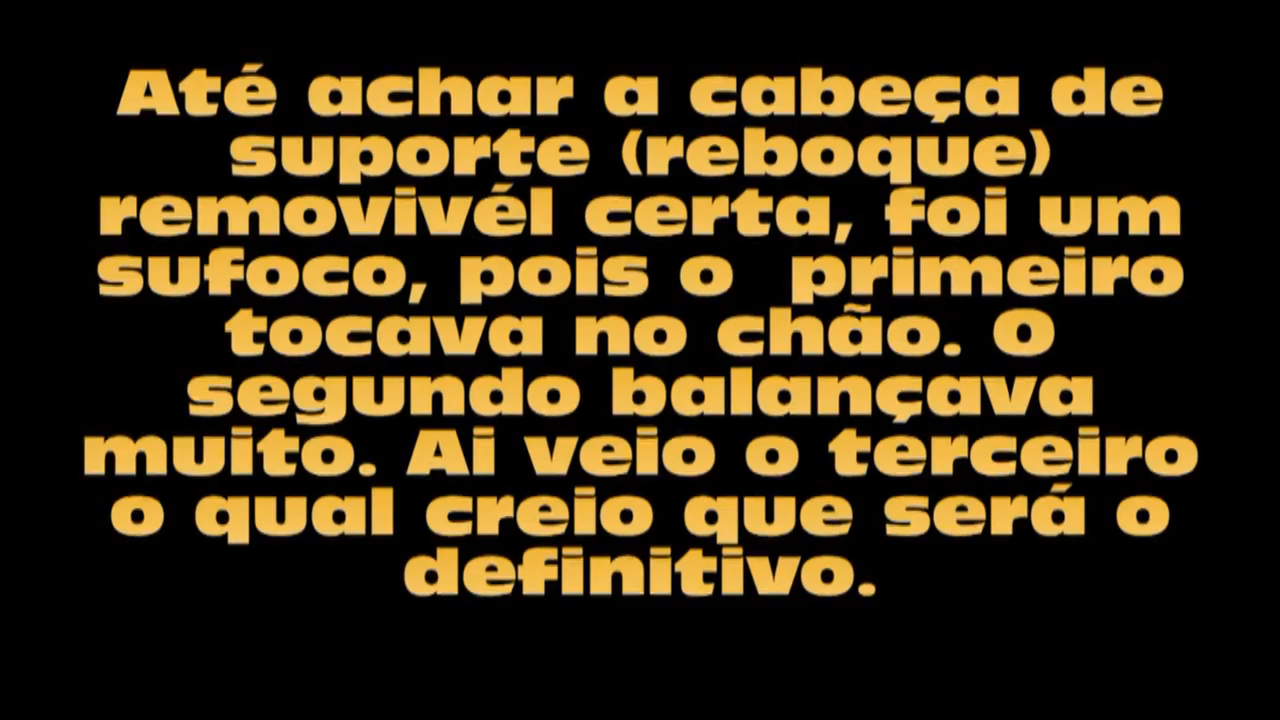 Até achar a cabeça de
suporte (reboque)
removivél certa, foi um
sufoco, pois o  primeiro
tocava no chão. O
segundo balançava
muito. Ai veio o terceiro
o qual creio que será o
definitivo.